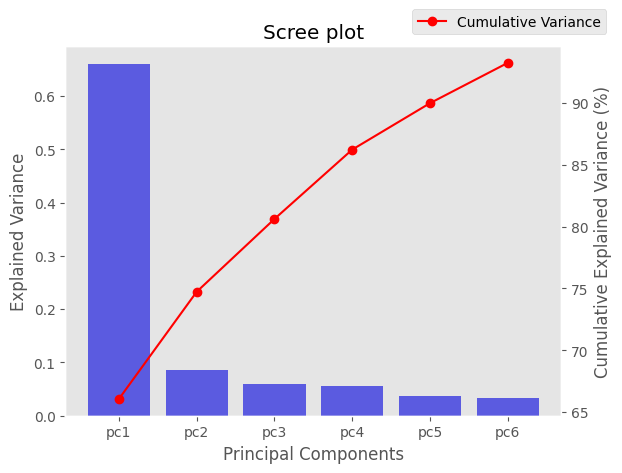 Cumulative Variance
Scree plot
Explained Variance
0.6
0.5
0.4
0.3
0.2
0.1
0.0
90
85
80
75
70
65
Cumulative Explained Variance (%)
pc1 pc2 pc3 pc4 pc5 pc6
Principal Components